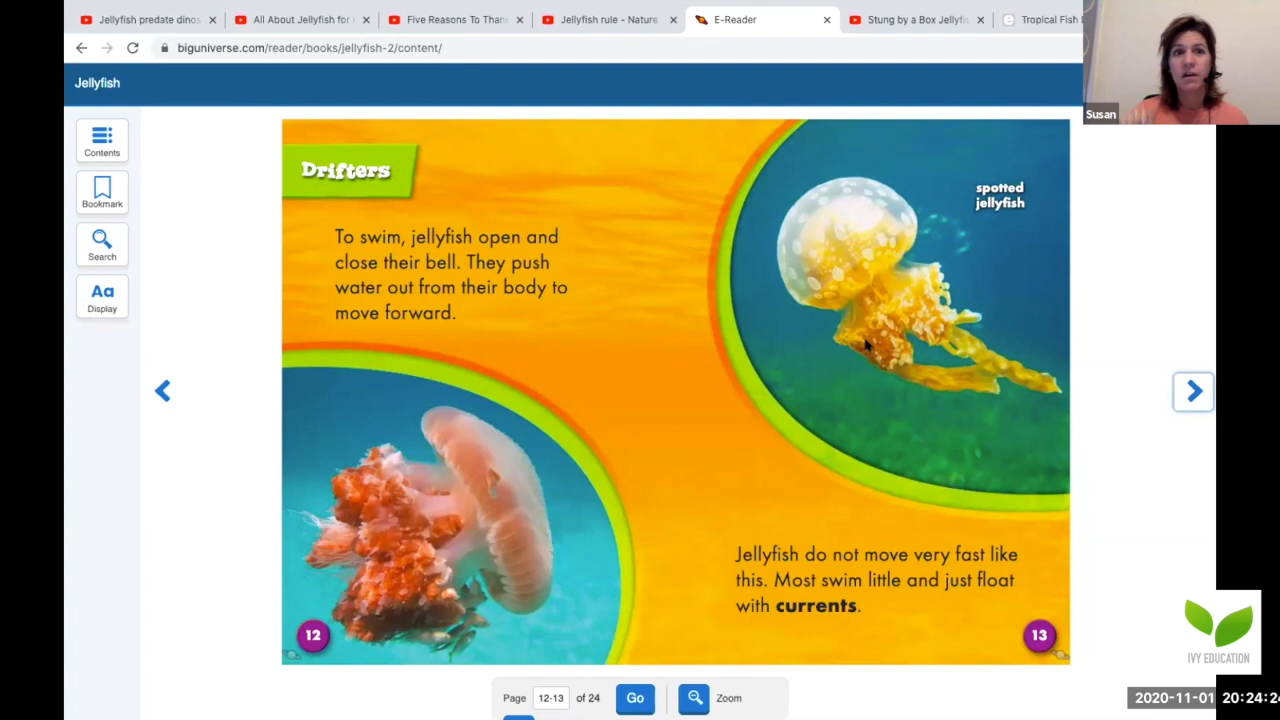 Jellyfish predate dinos
All About Jellyfish for
Five Reasons To Than
Jellyfish rule - Nature
E-Reader
Stung by a Box Jellyfis
Tropical Fish
biguniverse.com/reader/books/jellyfish-2/content/
Susan
Jellyfish
Contents
Bookmark
Search
Aa
Display
Drifters
To swim, jellyfish open and
close their bell. They push
water out from their body to
move forward.
spotted
jellyfish
Jellyfish do not move very fast like
this. Most swim little and just float
with currents.
12
13
IVY EDUCATION
Page 12-13 of 24 Go Zoom
2020-11-01 20:24:2